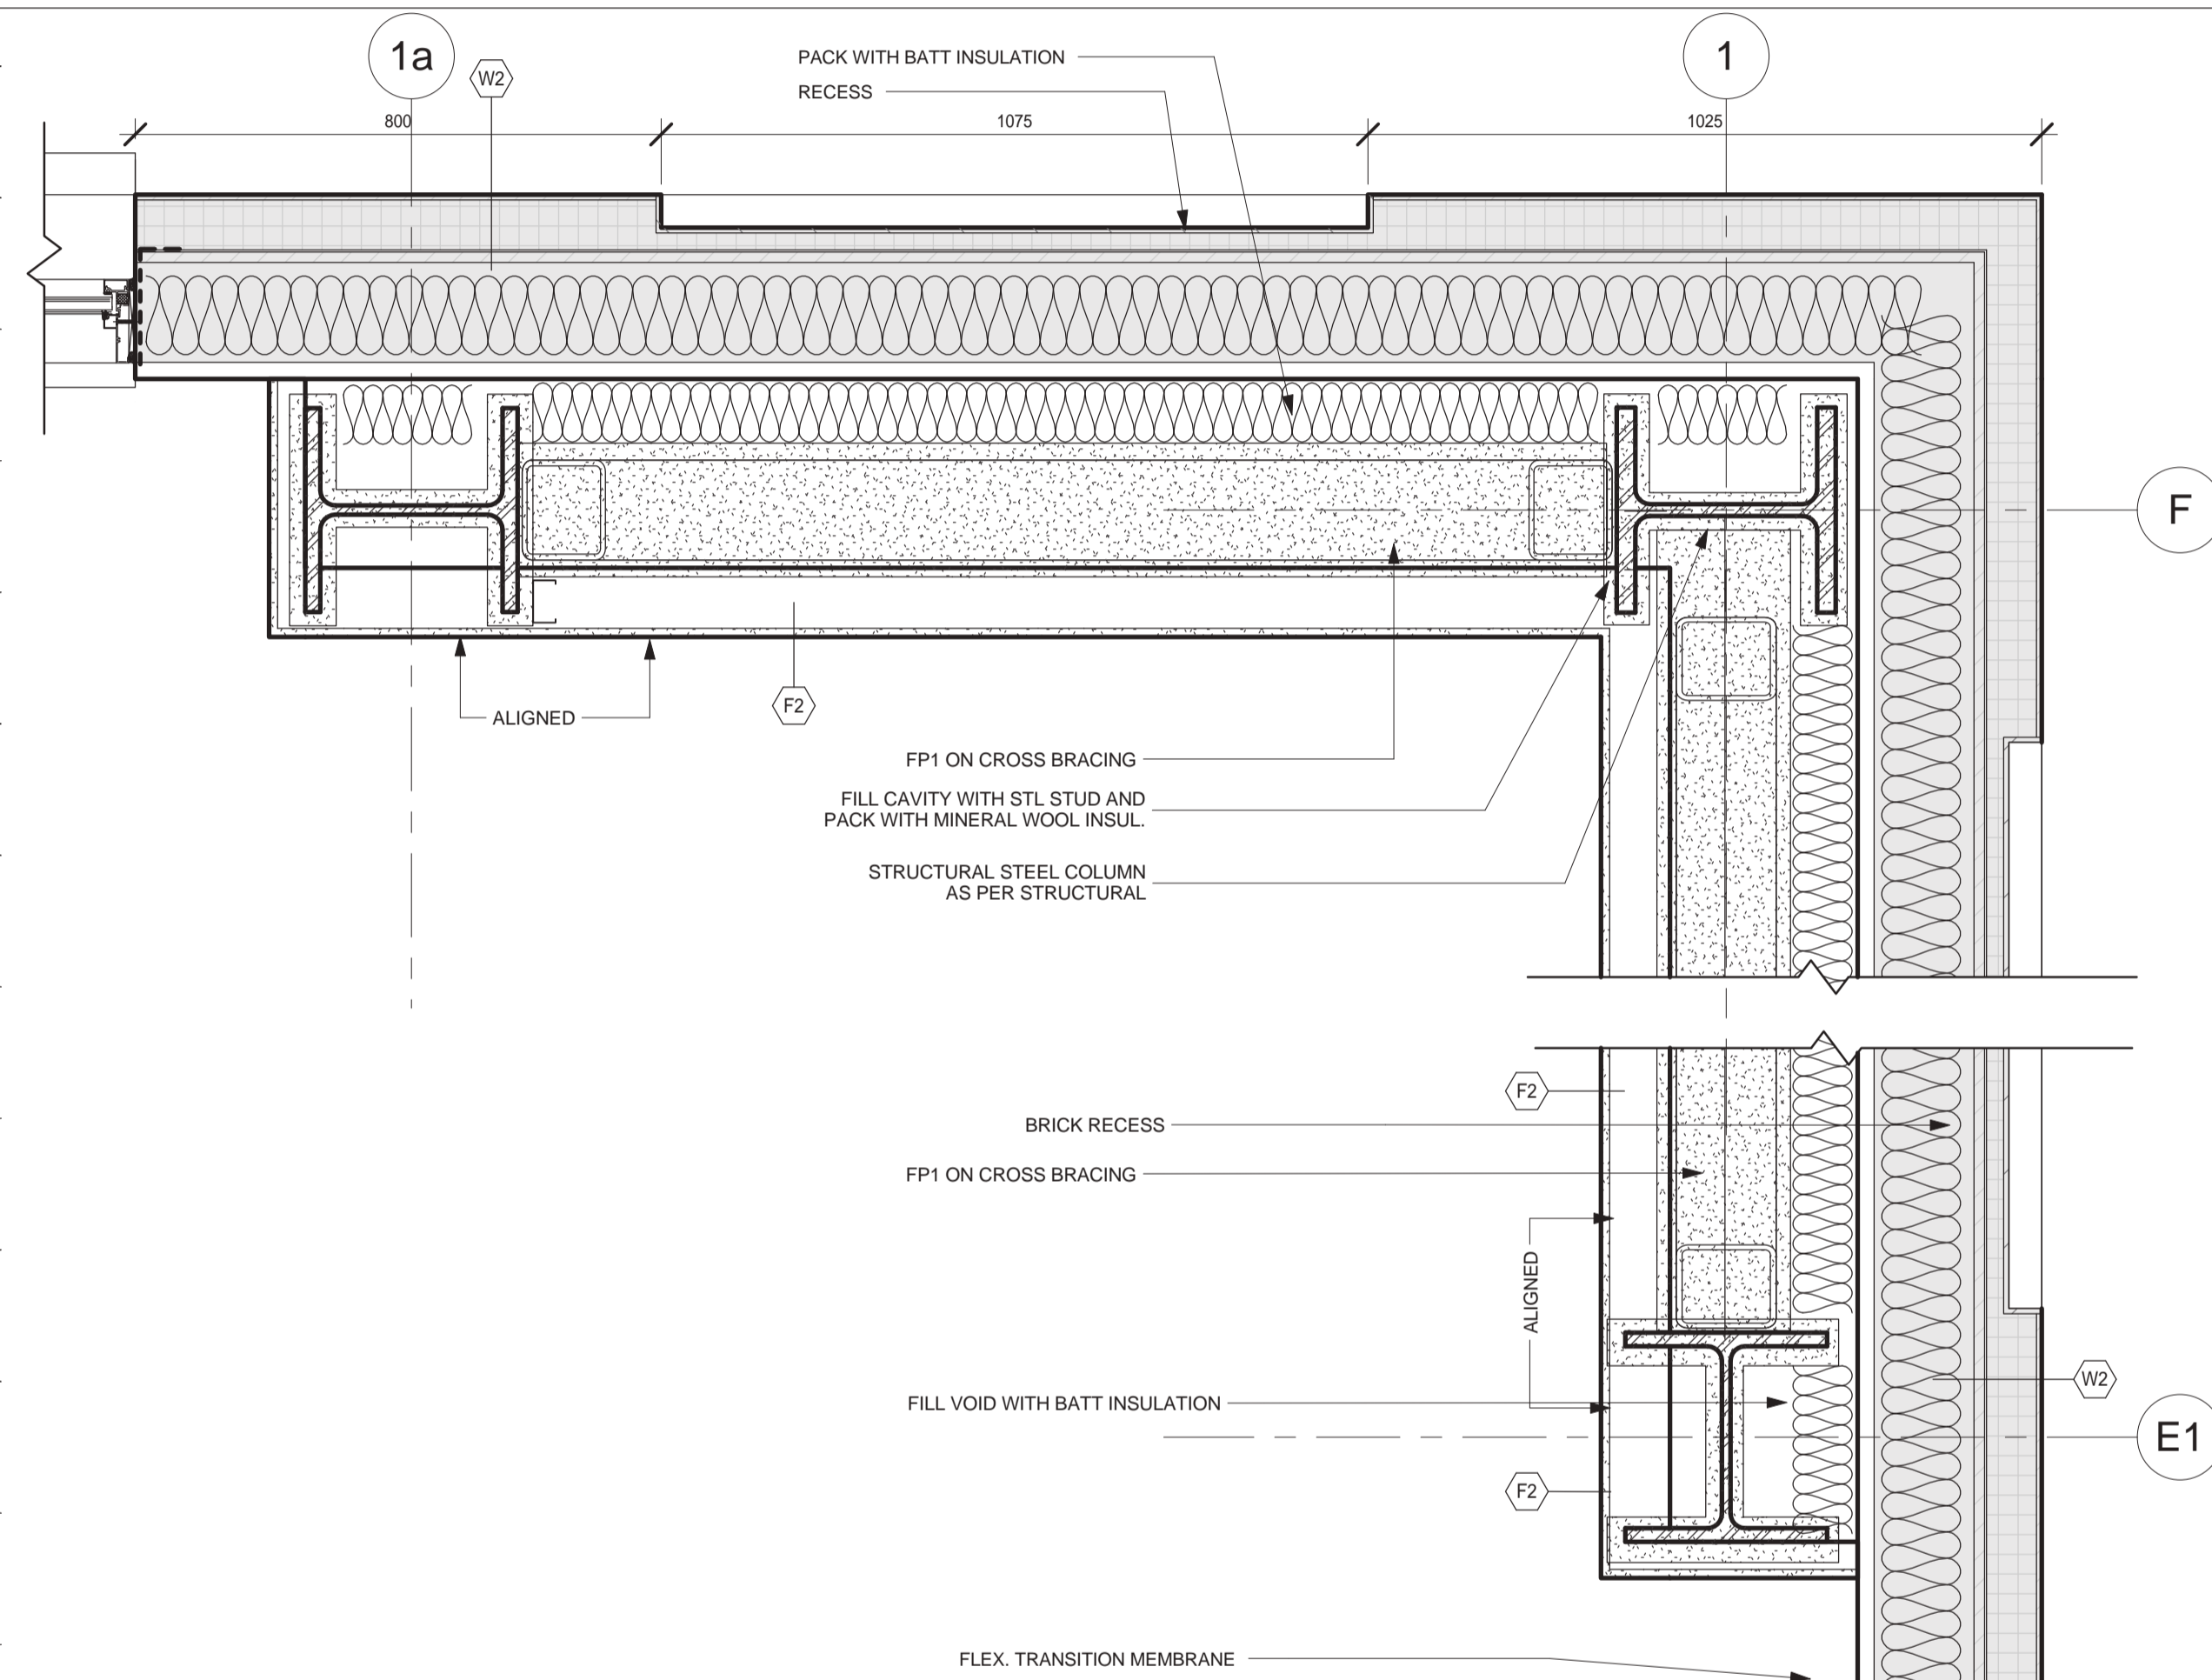 1a
W2
PACK WITH BATT INSULATION
RECESS
1
800
1075
1025
F
ALIGNED
F2
FP1 ON CROSS BRACING
FILL CAVITY WITH STL STUD AND
PACK WITH MINERAL WOOL INSUL.
STRUCTURAL STEEL COLUMN
AS PER STRUCTURAL
F2
BRICK RECESS
FP1 ON CROSS BRACING
ALIGNED
FILL VOID WITH BATT INSULATION
W2
E1
F2
FLEX. TRANSITION MEMBRANE